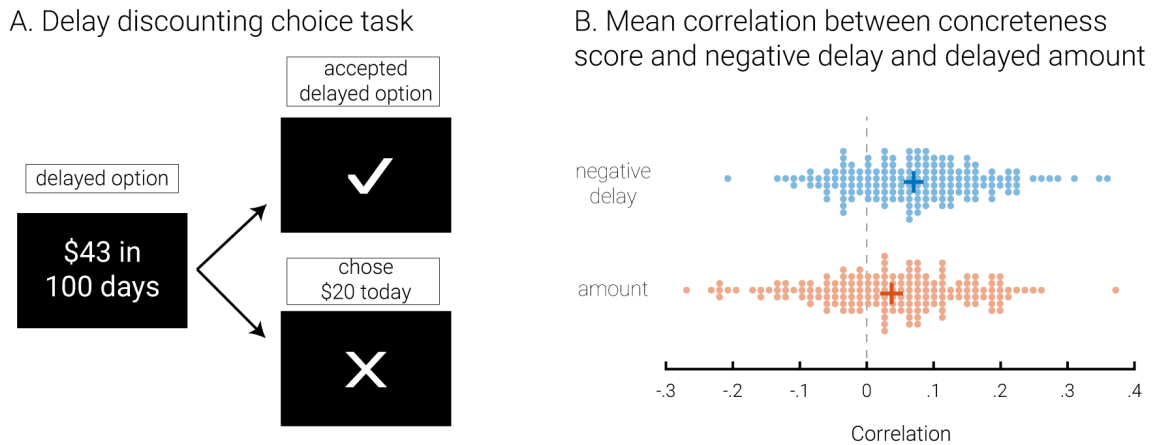 A. Delay discounting choice task
delayed option
$43 in
100 days
accepted
delayed option
chose
$20 today
B. Mean correlation between concreteness
score and negative delay and delayed amount
negative
delay
amount
-.3 -.2 -.1 0 .1 .2 .3 .4
Correlation